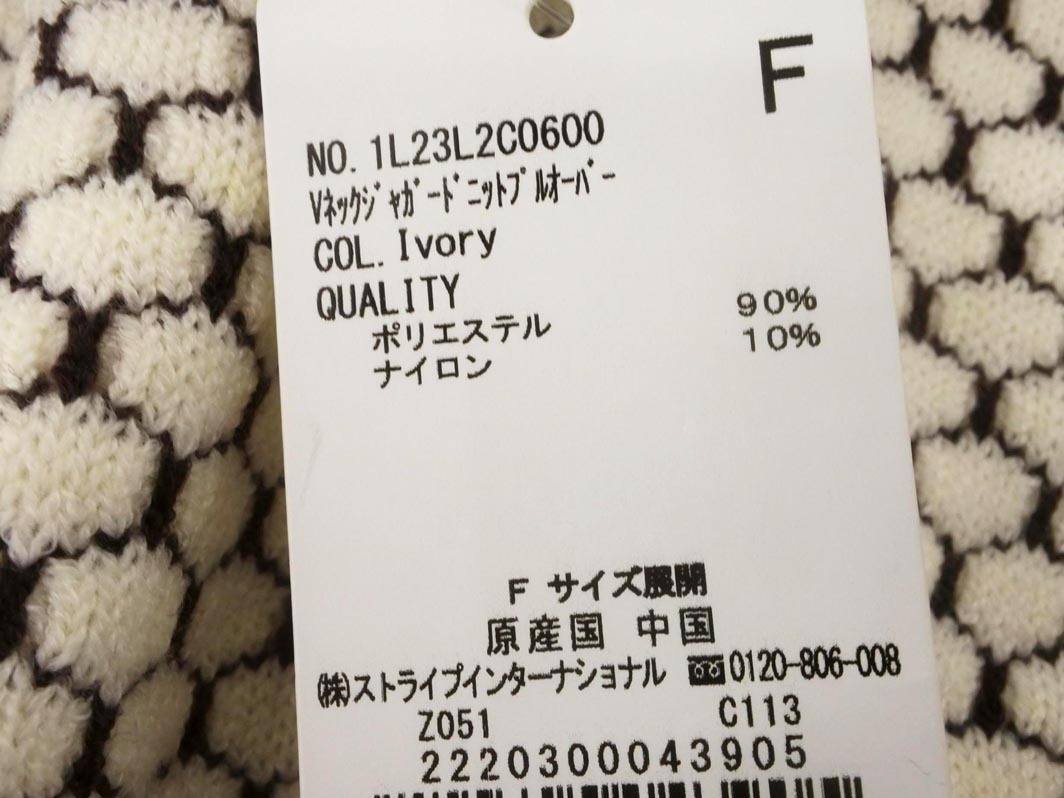 F
NO. 1L23L2C0600
Vﾈｯｸｼﾞｬｶﾞｰﾄﾞﾆｯﾄﾌﾟﾙｵｰﾊﾞｰ
COL. Ivory
QUALITY
ポリエステル 90%
ナイロン 10%
F サイズ展開
原産国 中国
㈱ストライプインターナショナル 0120-806-008
Z051 C113
2220300043905